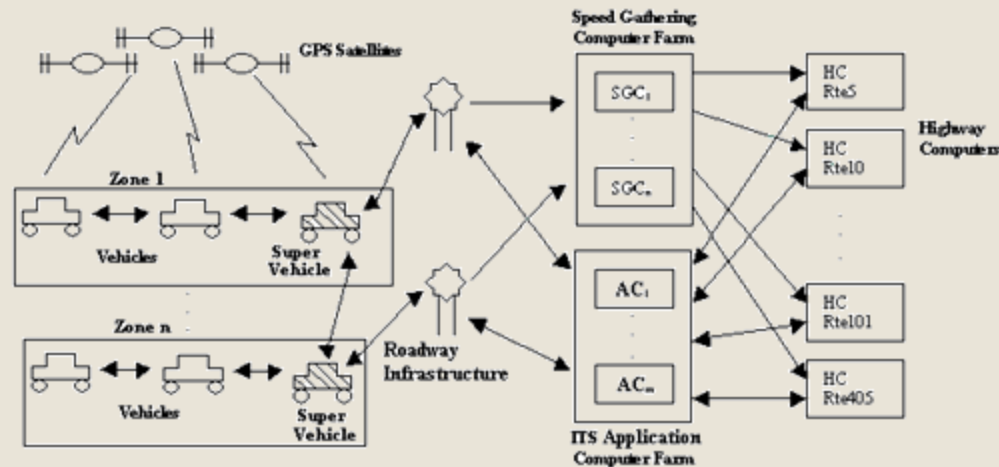 GPS Satellites
Speed Gathering
Computer Farm
SGC₁
SGCₙ
HC
Rte5
HC
Rte10
Highway
Computers
Zone 1
Vehicles
Super
Vehicle
Zone n
Vehicles
Super
Vehicle
Roadway
Infrastructure
AC₁
ACₘ
ITS Application
Computer Farm
HC
Rte101
HC
Rte405